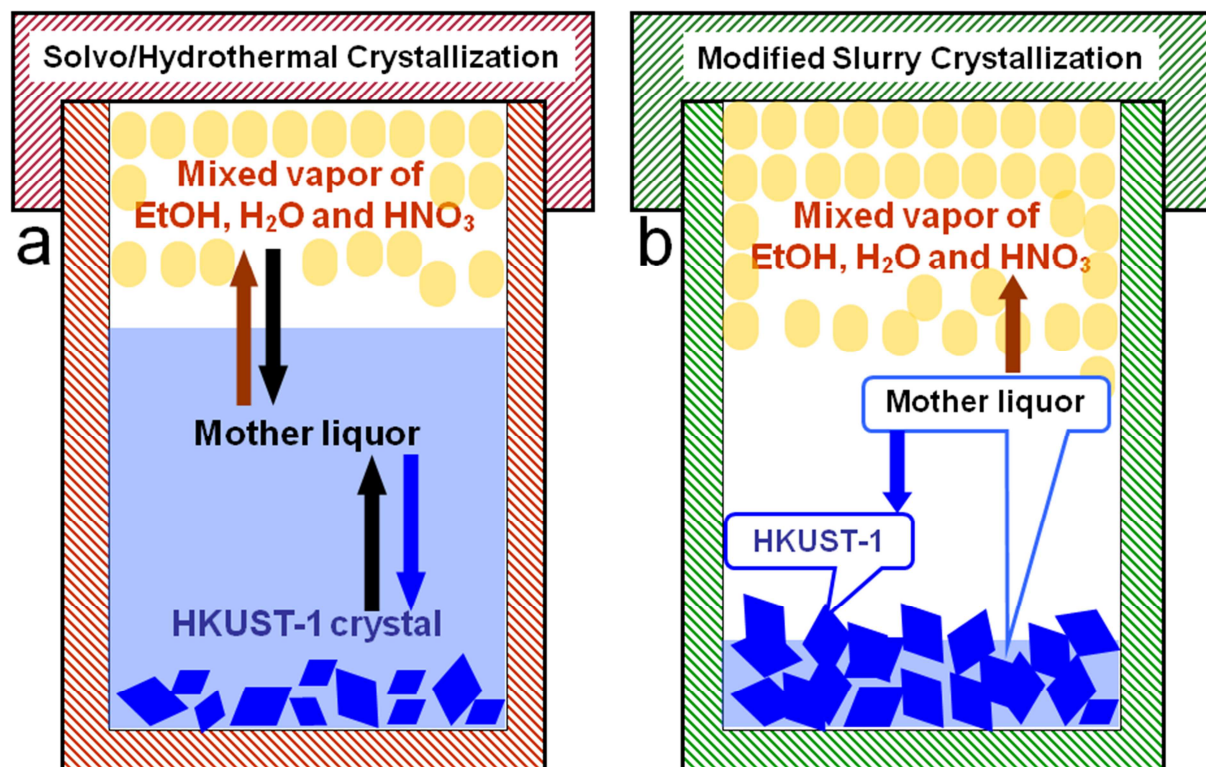 Solvo/Hydrothermal Crystallization
Mixed vapor of
EtOH, H₂O and HNO₃
a
Mother liquor
HKUST-1 crystal
Modified Slurry Crystallization
Mixed vapor of
EtOH, H₂O and HNO₃
b
Mother liquor
HKUST-1